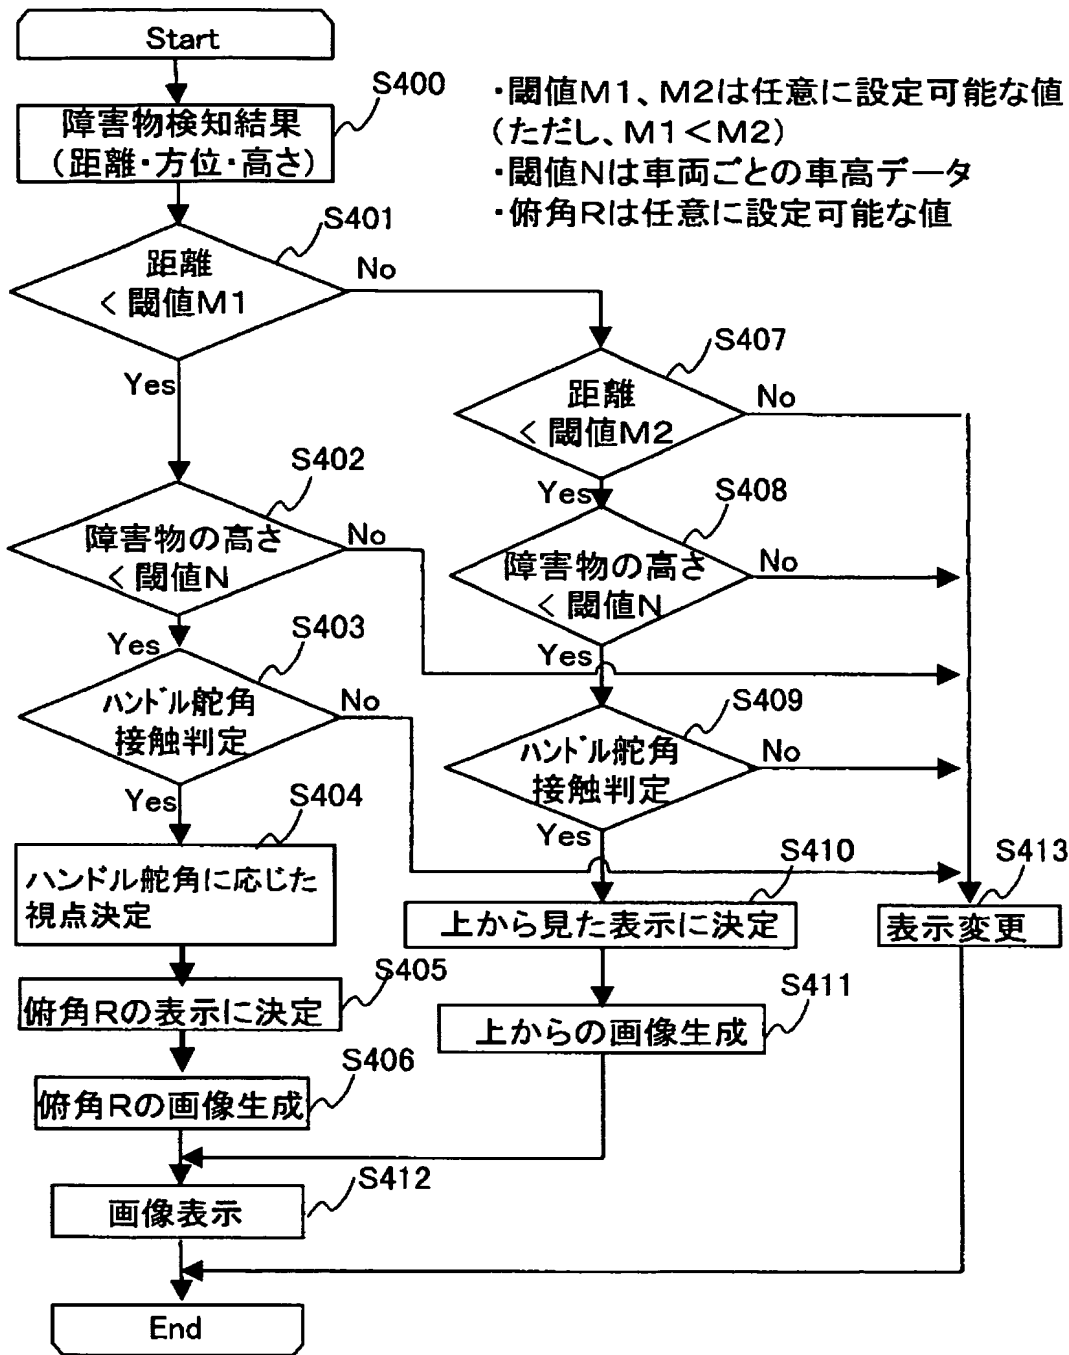 Start
S400
障害物検知結果
(距離・方位・高さ)
・閾値M1、M2は任意に設定可能な値
(ただし、M1<M2)
・閾値Nは車両ごとの車高データ
・俯角Rは任意に設定可能な値
S401
距離
<閾値M1
No
Yes
S407
距離
<閾値M2
No
Yes
S402
障害物の高さ
<閾値N
No
Yes
S408
障害物の高さ
<閾値N
No
Yes
S403
ハンドル舵角
接触判定
No
Yes
S409
ハンドル舵角
接触判定
No
Yes
S404
ハンドル舵角に応じた
視点決定
S410
上から見た表示に決定
S413
表示変更
S405
俯角Rの表示に決定
S411
上からの画像生成
S406
俯角Rの画像生成
S412
画像表示
End